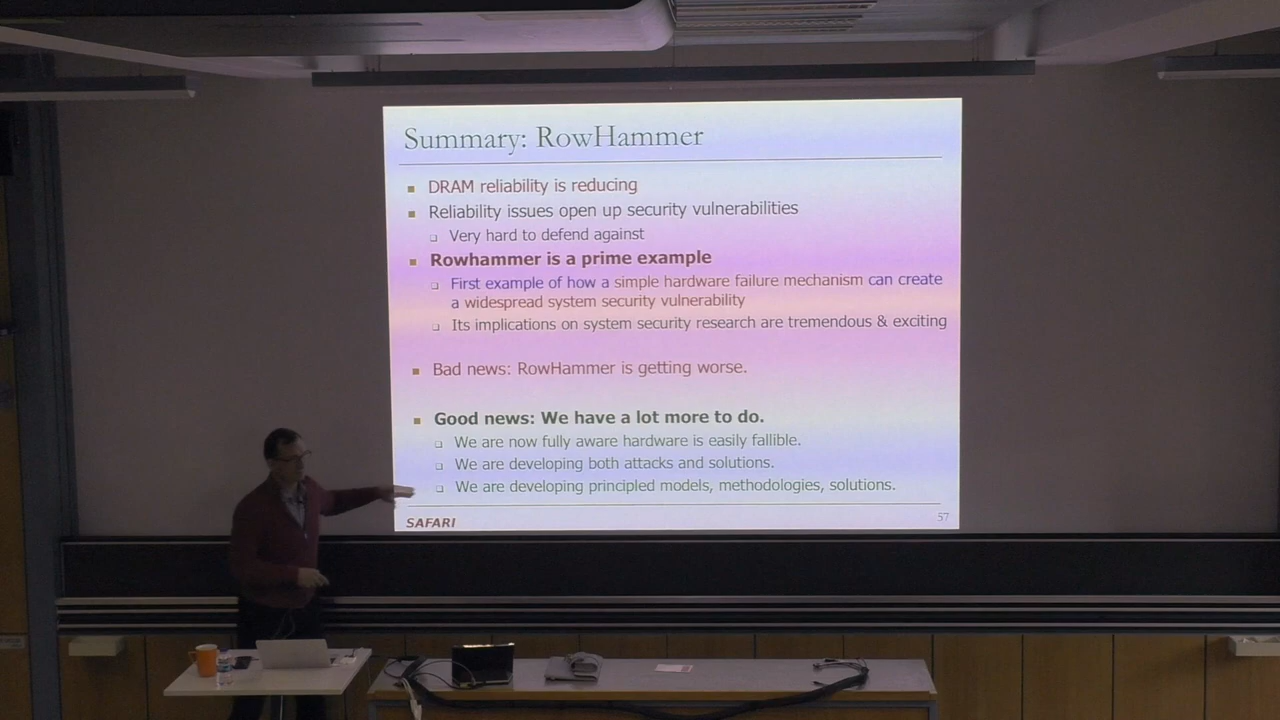 Summary: RowHammer
DRAM reliability is reducing
Reliability issues open up security vulnerabilities
Very hard to defend against
Rowhammer is a prime example
First example of how a simple hardware failure mechanism can create
a widespread system security vulnerability
Its implications on system security research are tremendous & exciting
Bad news: RowHammer is getting worse.
Good news: We have a lot more to do.
We are now fully aware hardware is easily fallible.
We are developing both attacks and solutions.
We are developing principled models, methodologies, solutions.
SAFARI
57